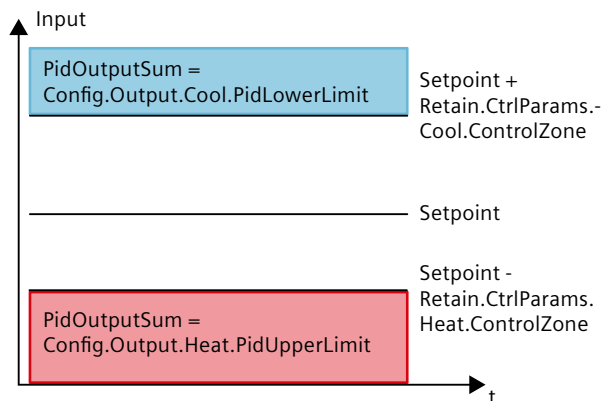 Input
PidOutputSum =
Config.Output.Cool.PidLowerLimit
Setpoint +
Retain.CtrlParams.-
Cool.ControlZone
Setpoint
Setpoint -
Retain.CtrlParams.
Heat.ControlZone
PidOutputSum =
Config.Output.Heat.PidUpperLimit
t